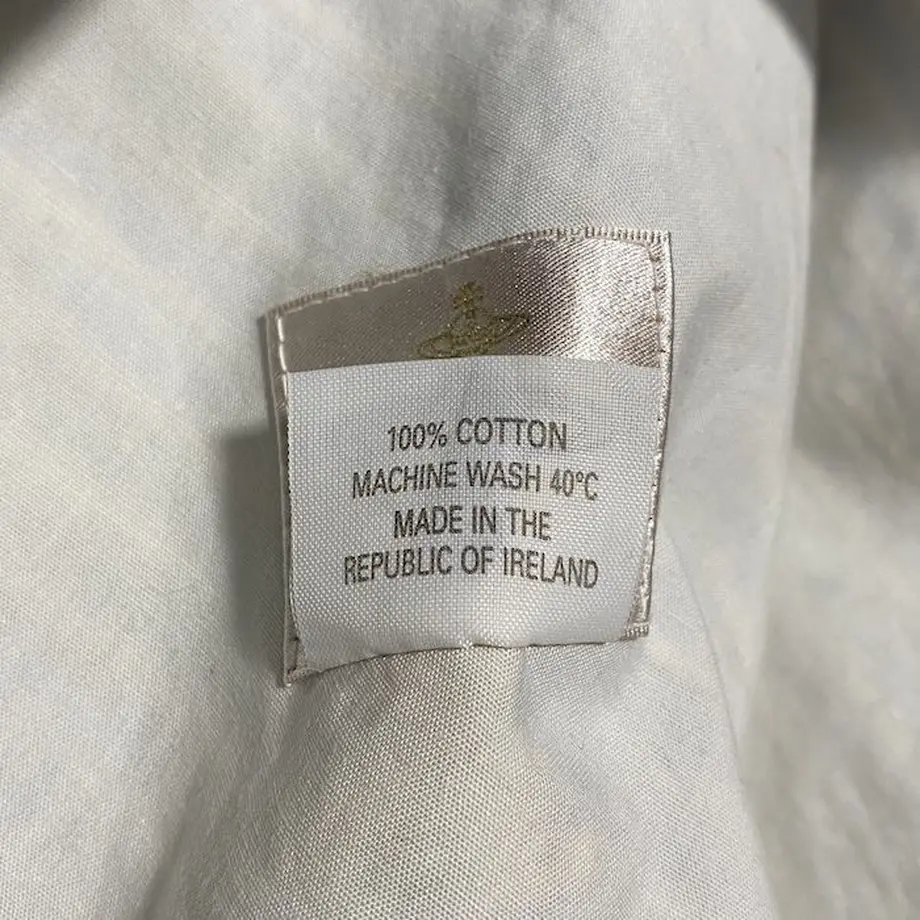 100% COTTON
MACHINE WASH 40°C
MADE IN THE
REPUBLIC OF IRELAND